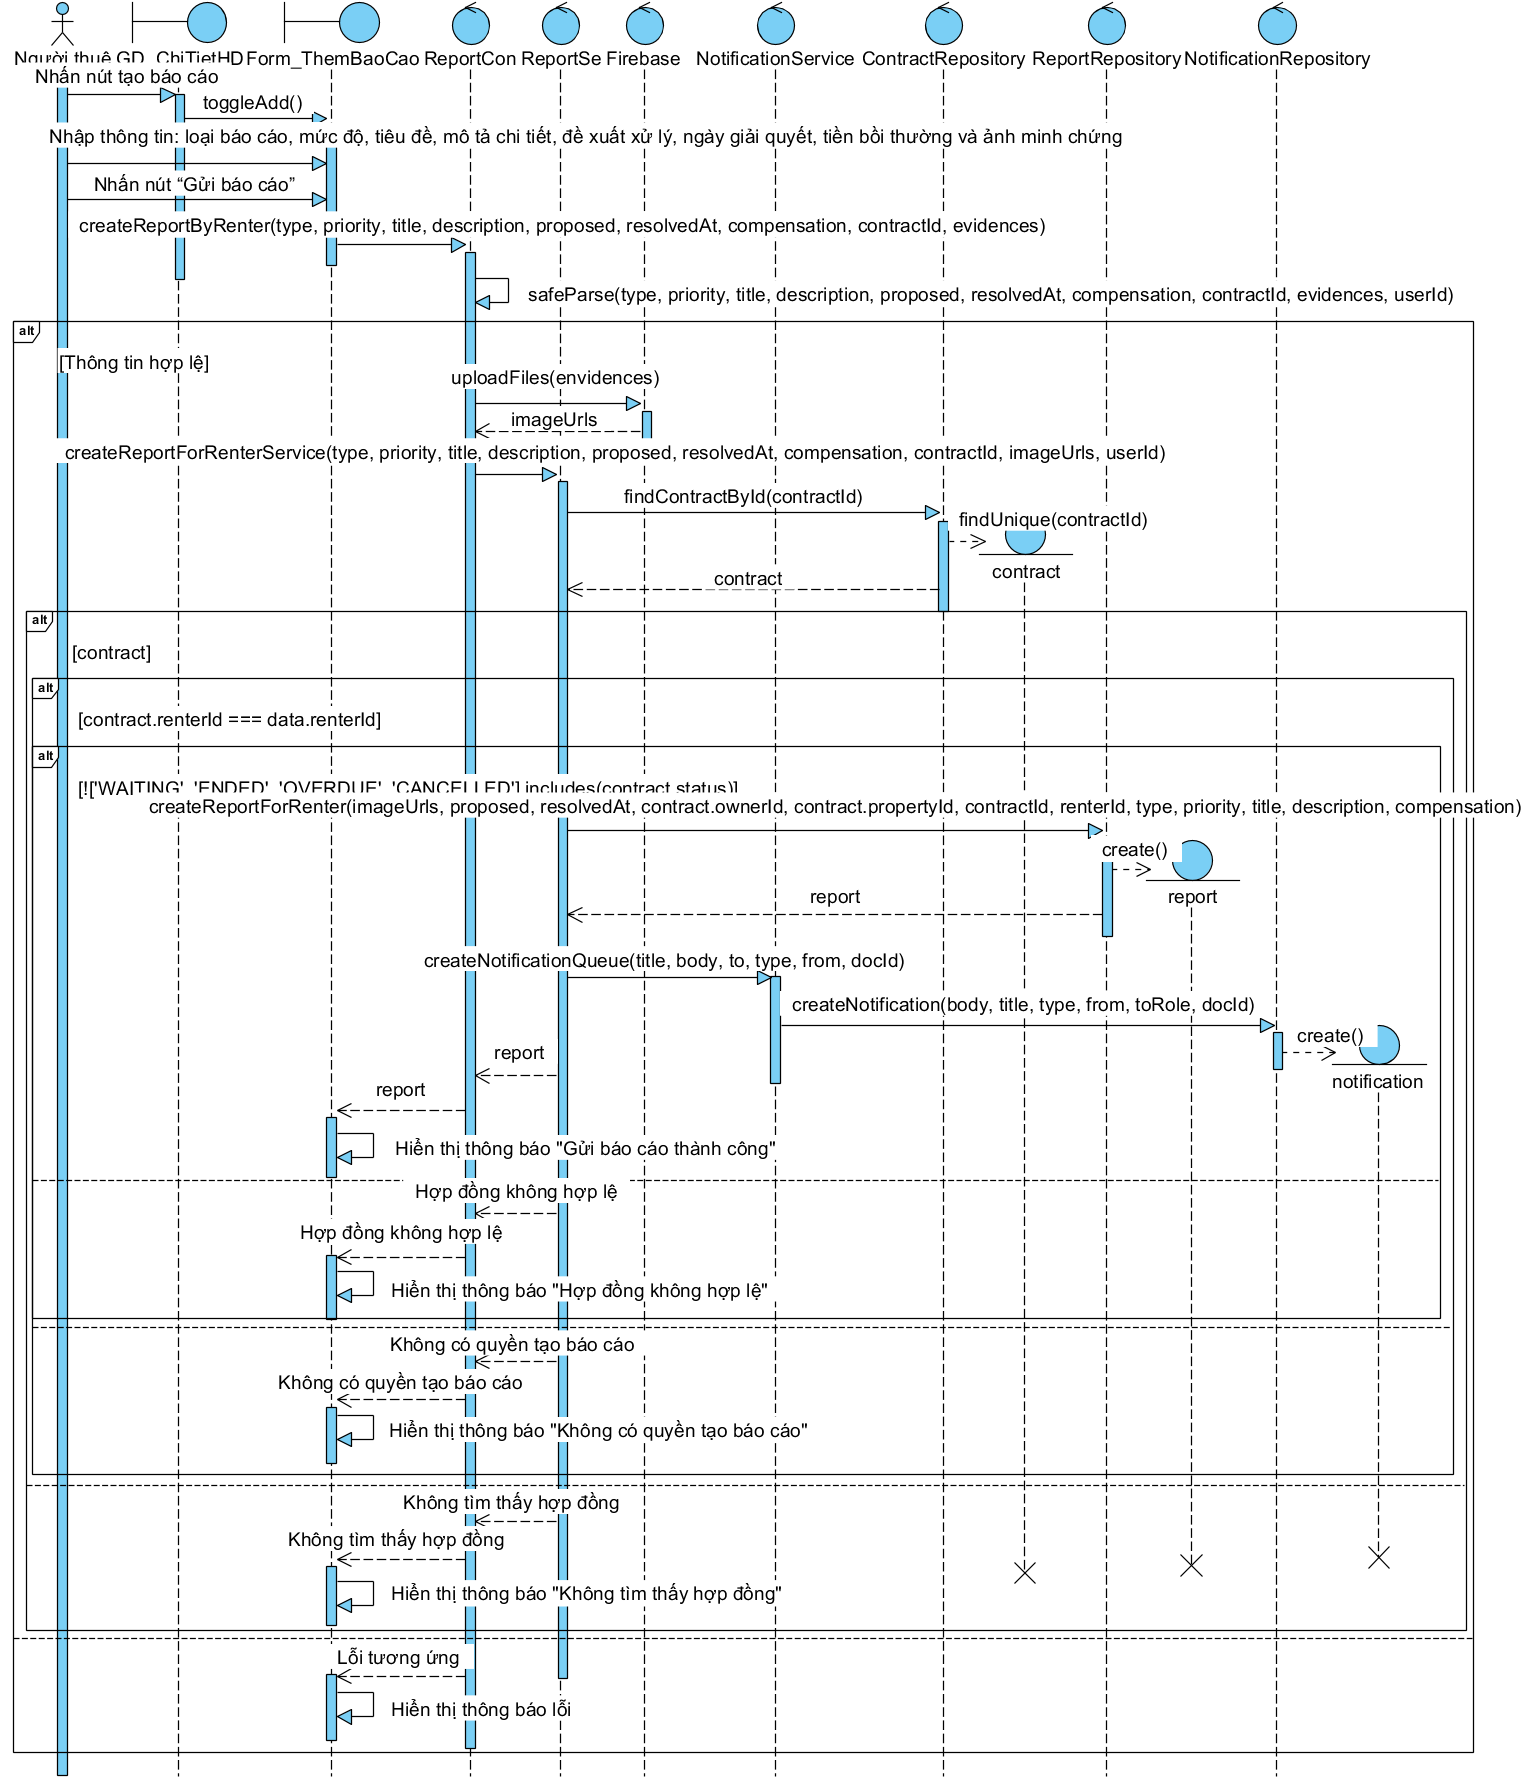 Người thuê GD_ChiTietHD Form_ThemBaoCao ReportCon ReportSe Firebase NotificationService ContractRepository ReportRepository NotificationRepository
Nhấn nút tạo báo cáo
toggleAdd()
Nhập thông tin: loại báo cáo, mức độ, tiêu đề, mô tả chi tiết, đề xuất xử lý, ngày giải quyết, tiền bồi thường và ảnh minh chứng
Nhấn nút “Gửi báo cáo”
createReportByRenter(type, priority, title, description, proposed, resolvedAt, compensation, contractId, evidences)
safeParse(type, priority, title, description, proposed, resolvedAt, compensation, contractId, evidences, userId)
alt
[Thông tin hợp lệ]
uploadFiles(envidences)
imageUrls
createReportForRenterService(type, priority, title, description, proposed, resolvedAt, compensation, contractId, imageUrls, userId)
findContractById(contractId)
findUnique(contractId)
contract
contract
alt
[contract]
alt
[contract.renterId === data.renterId]
alt
[!['WAITING', 'ENDED', 'OVERDUE', 'CANCELLED'].includes(contract.status)]
createReportForRenter(imageUrls, proposed, resolvedAt, contract.ownerId, contract.propertyId, contractId, renterId, type, priority, title, description, compensation)
create()
report
report
createNotificationQueue(title, body, to, type, from, docId)
createNotification(body, title, type, from, toRole, docId)
create()
report
notification
report
Hiển thị thông báo "Gửi báo cáo thành công"
Hợp đồng không hợp lệ
Hợp đồng không hợp lệ
Hiển thị thông báo "Hợp đồng không hợp lệ"
Không có quyền tạo báo cáo
Không có quyền tạo báo cáo
Hiển thị thông báo "Không có quyền tạo báo cáo"
Không tìm thấy hợp đồng
Không tìm thấy hợp đồng
Hiển thị thông báo "Không tìm thấy hợp đồng"
Lỗi tương ứng
Hiển thị thông báo lỗi